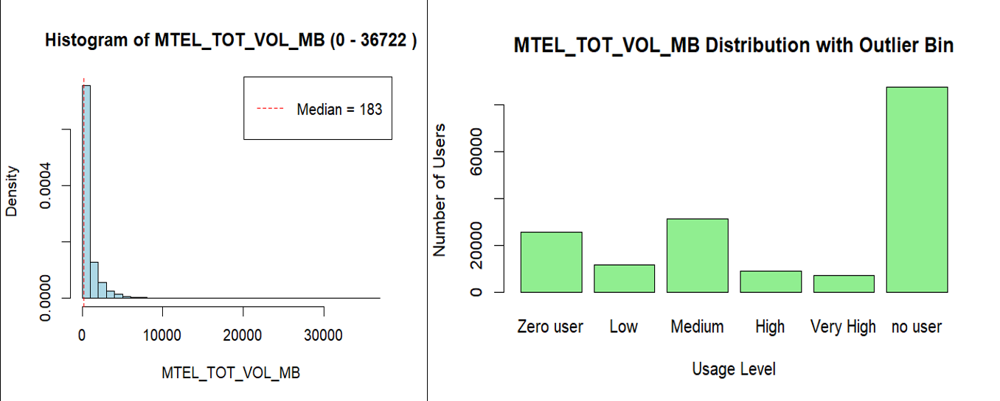 Histogram of MTEL_TOT_VOL_MB (0 - 36722 )
Median = 183
Density
0.0004
0.0000
0 10000 20000 30000
MTEL_TOT_VOL_MB
MTEL_TOT_VOL_MB Distribution with Outlier Bin
Number of Users
60000
20000
0
Zero user Low Medium High Very High no user
Usage Level